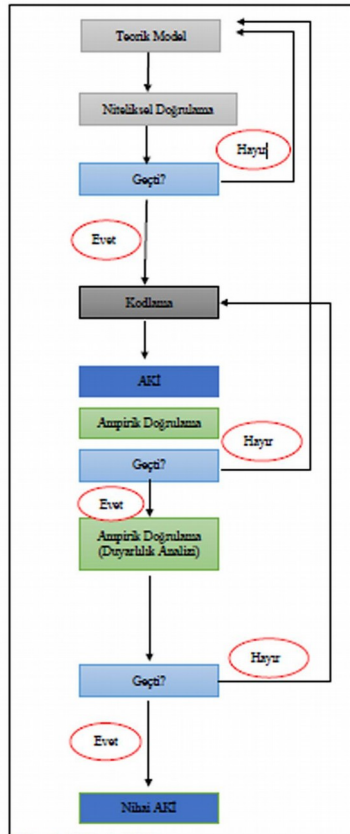 Teorik Model
Niteliksel Doğrulama
Hayır
Geçti?
Evet
Kodlama
AKİ
Ampirik Doğrulama
Hayır
Geçti?
Evet
Ampirik Doğrulama
(Duyarlılık Analizi)
Hayır
Geçti?
Evet
Nihai AKİ